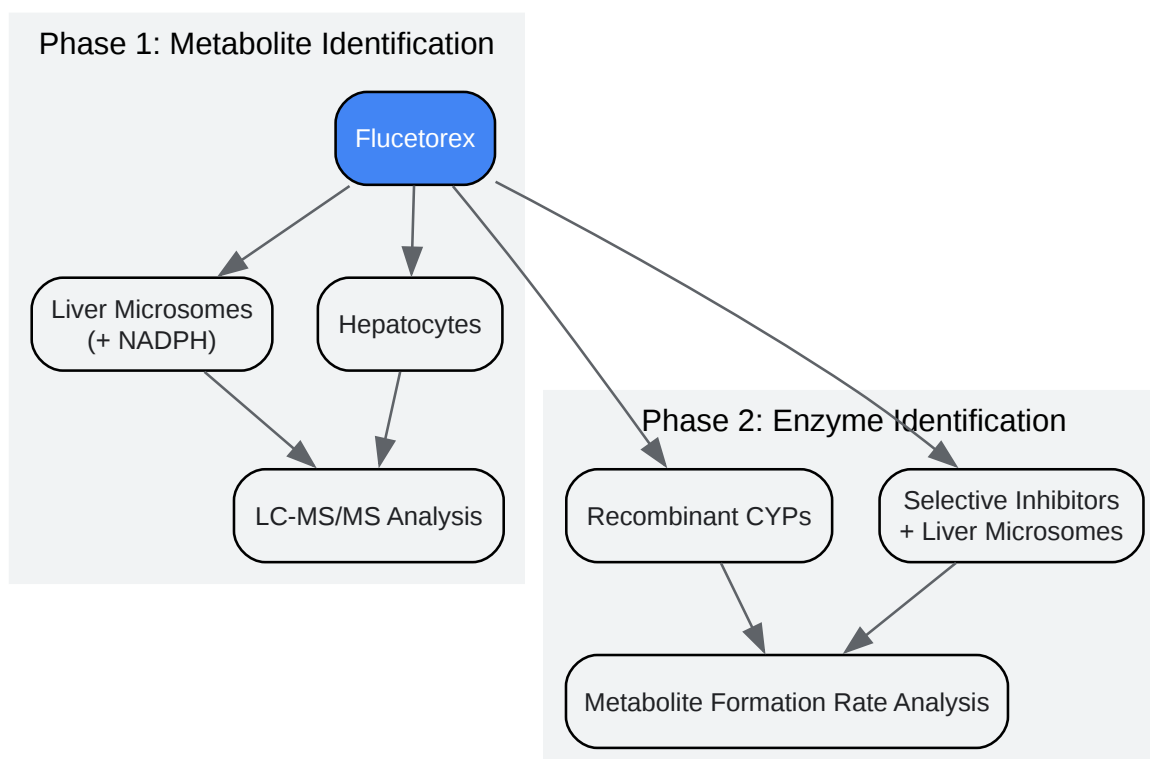 Phase 1: Metabolite Identification
Flucetorex
Liver Microsomes
(+ NADPH)
Hepatocytes
LC-MS/MS Analysis
Phase 2: Enzyme Identification
Recombinant CYPs
Selective Inhibitors
+ Liver Microsomes
Metabolite Formation Rate Analysis